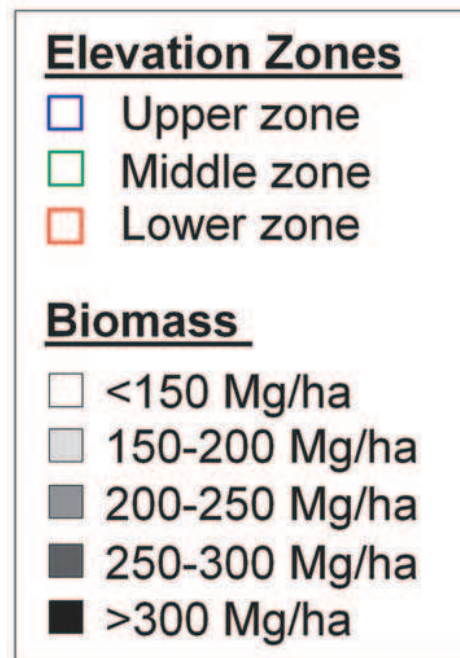 Elevation Zones
Upper zone
Middle zone
Lower zone
Biomass
<150 Mg/ha
150-200 Mg/ha
200-250 Mg/ha
250-300 Mg/ha
>300 Mg/ha